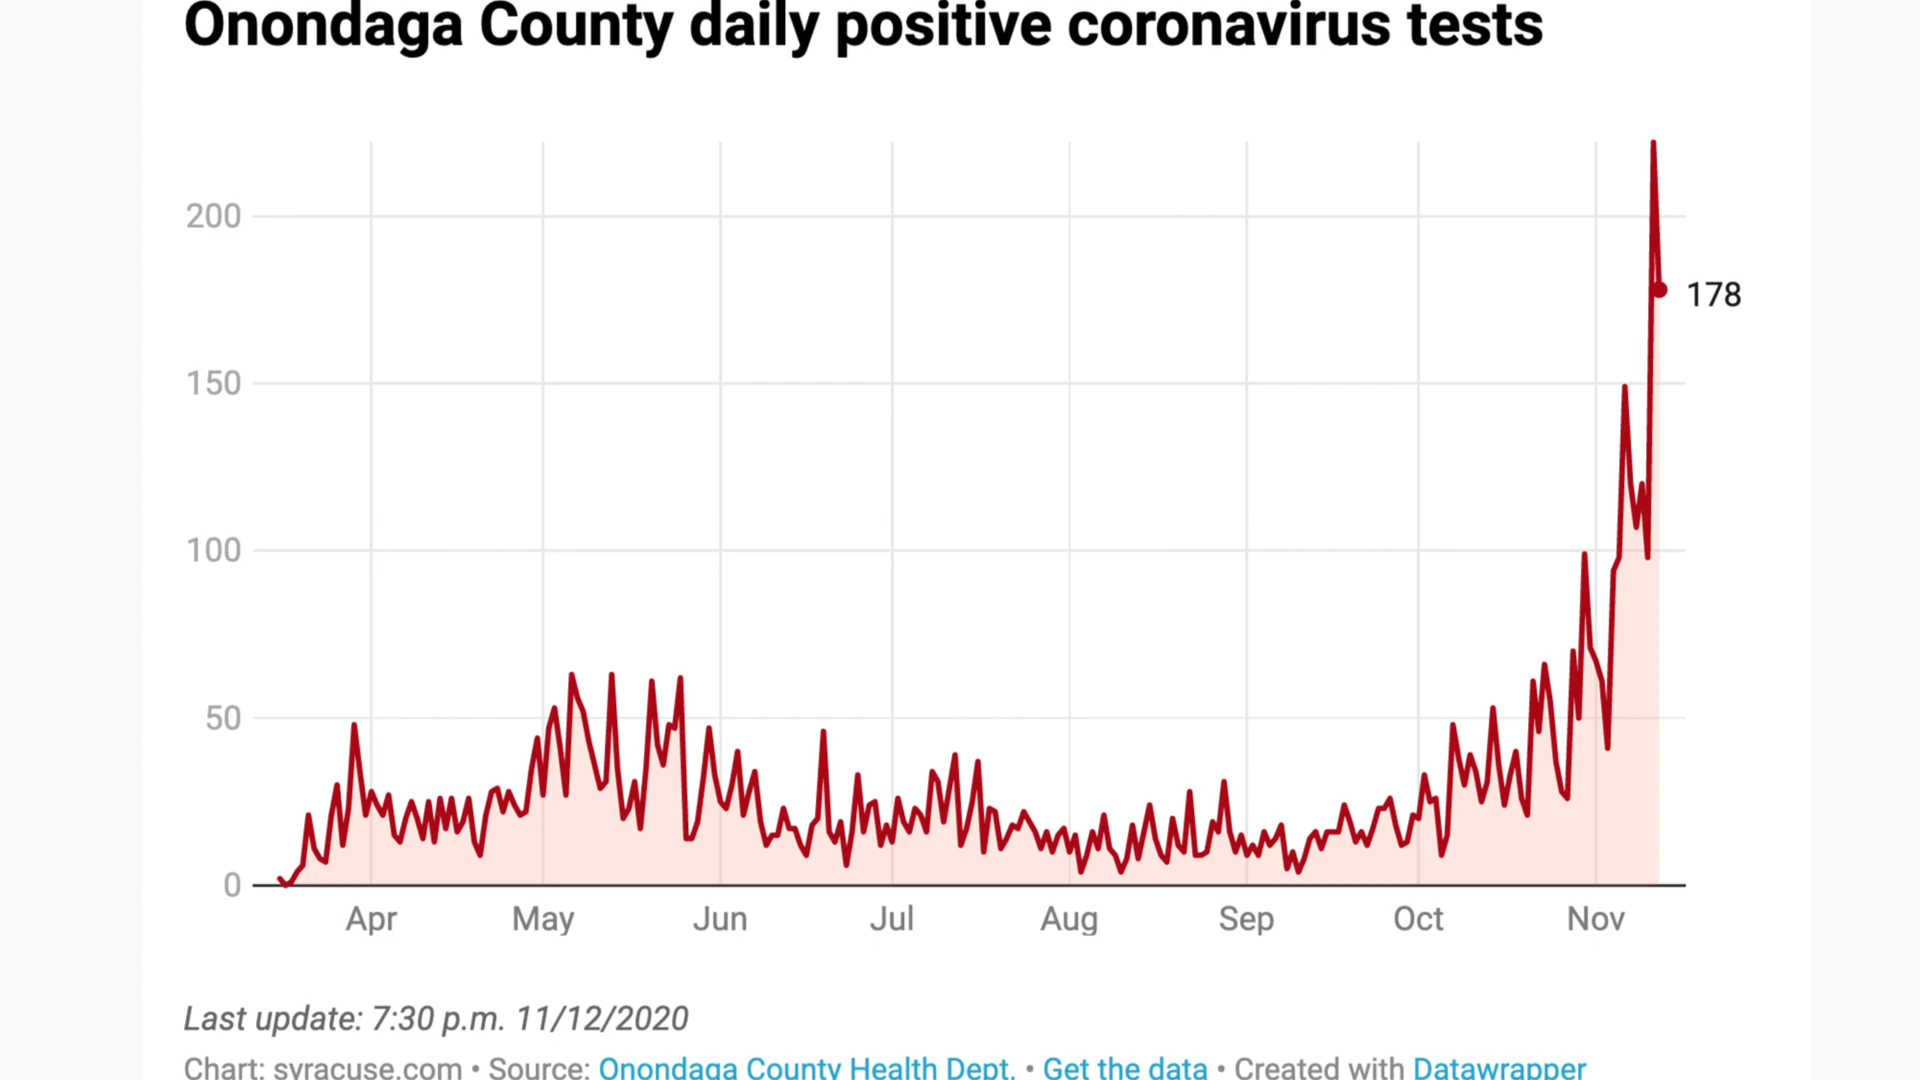 Onondaga County daily positive coronavirus tests
200
178
150
100
50
0
Apr May Jun Jul Aug Sep Oct Nov
Last update: 7:30 p.m. 11/12/2020
Chart: syracuse.com • Source: Onondaga County Health Dept. • Get the data • Created with Datawrapper